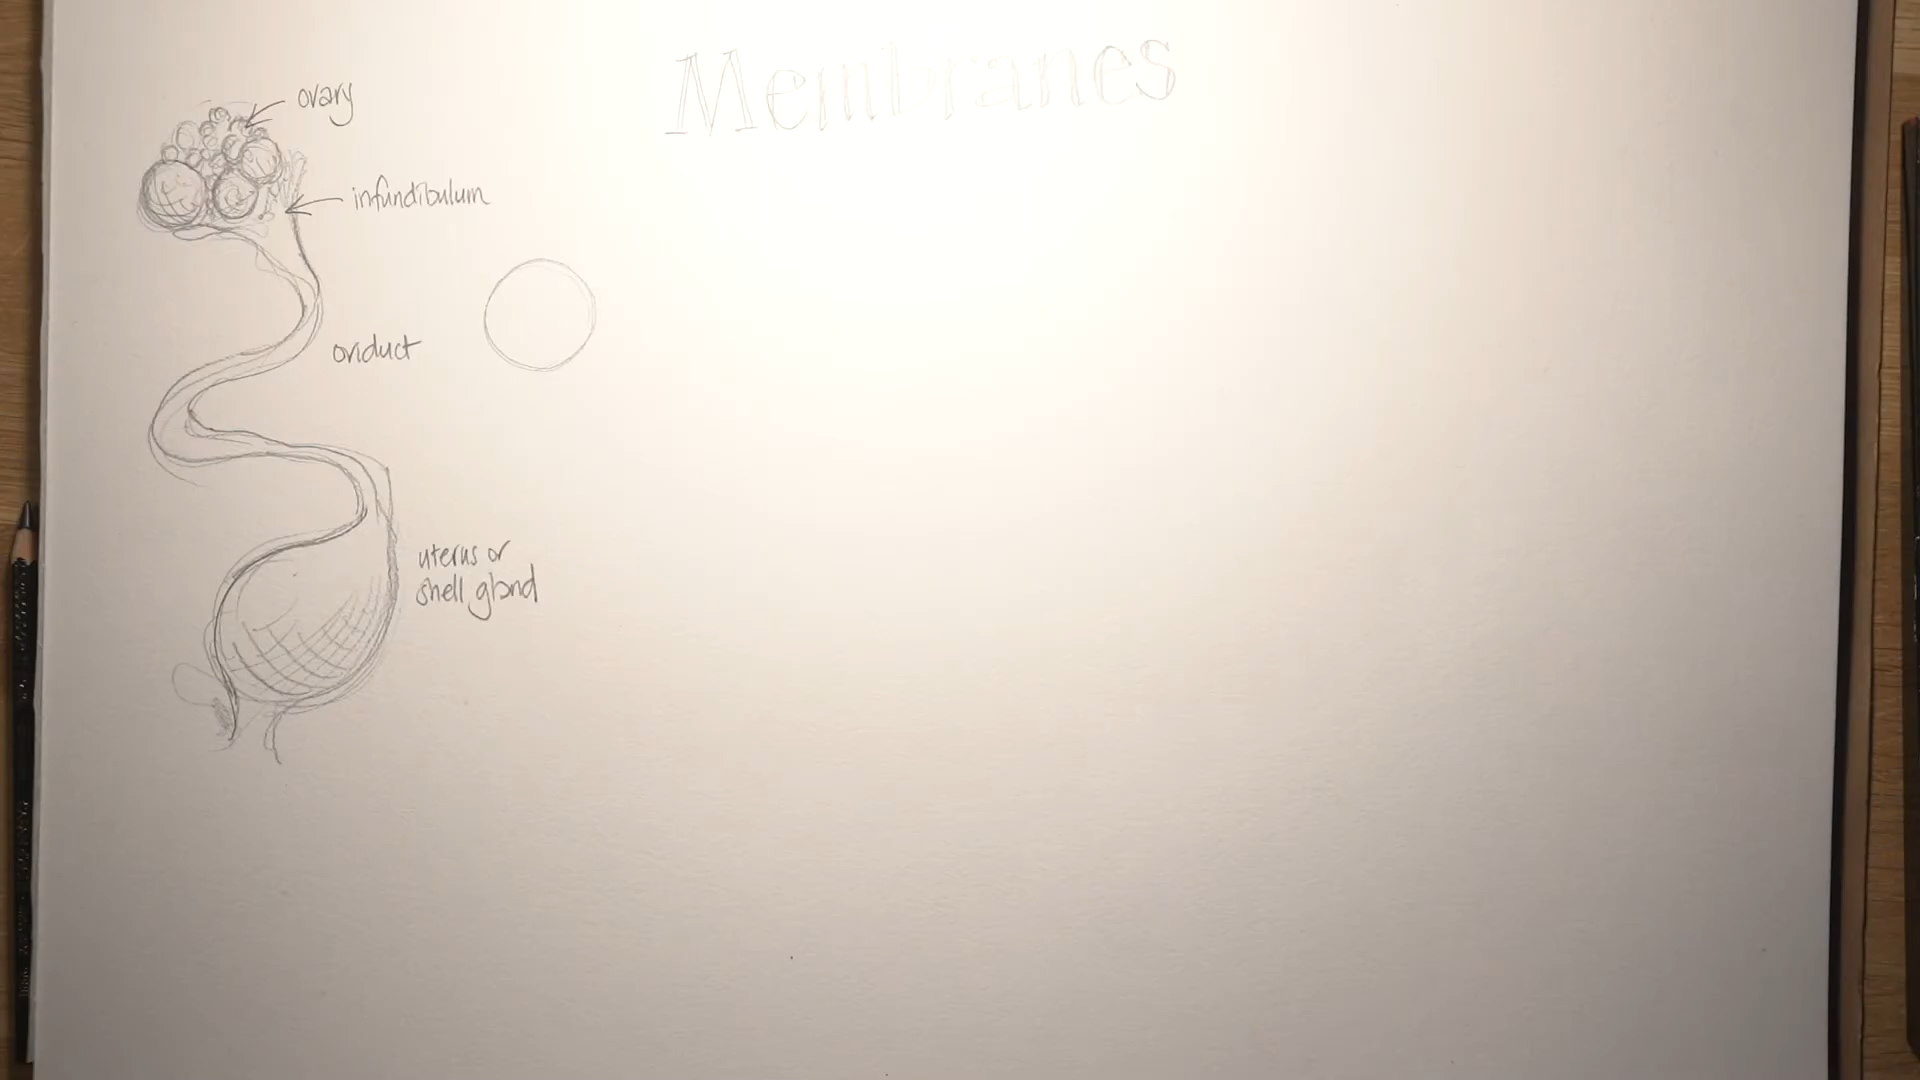 Membranes
ovary
infundibulum
oviduct
uterus or
shell gland